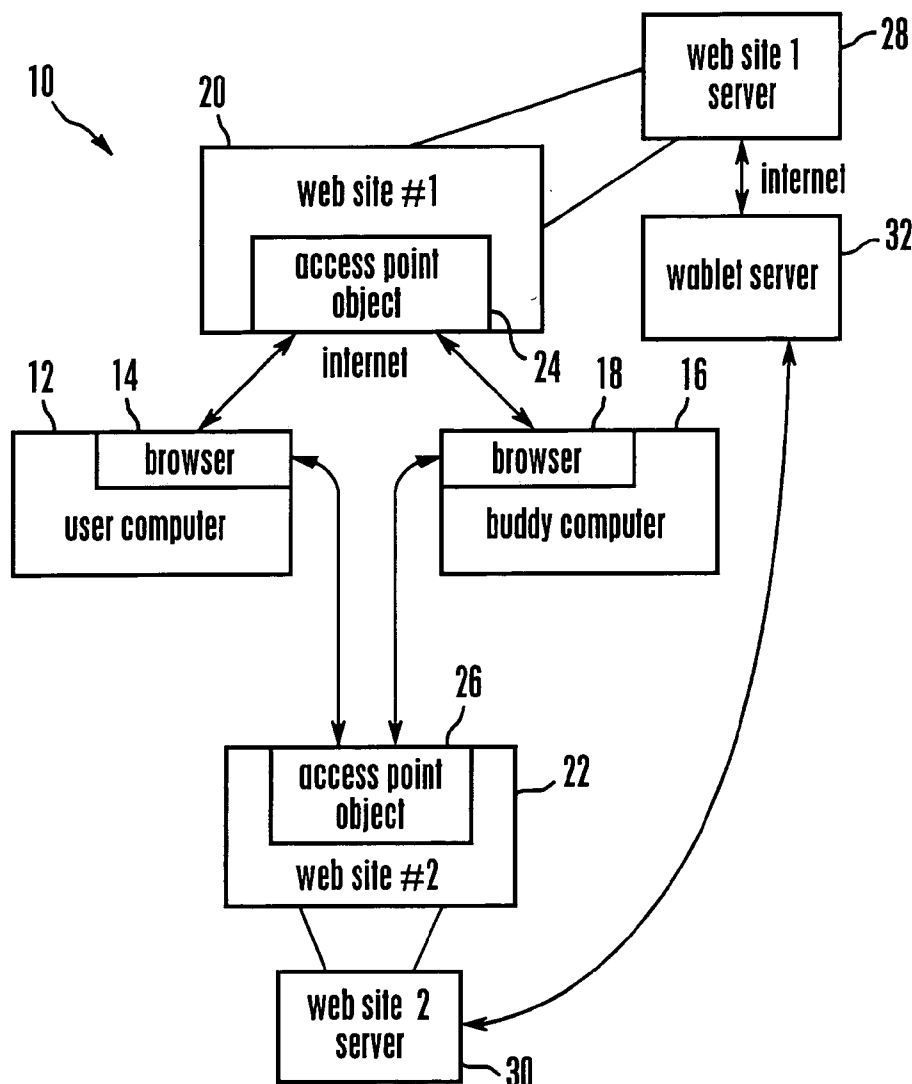 10
20
web site 1
server
28
web site #1
access point
object
24
internet
internet
wablet server
32
12
14
browser
user computer
18
16
browser
buddy computer
26
access point
object
22
web site #2
web site 2
server
30